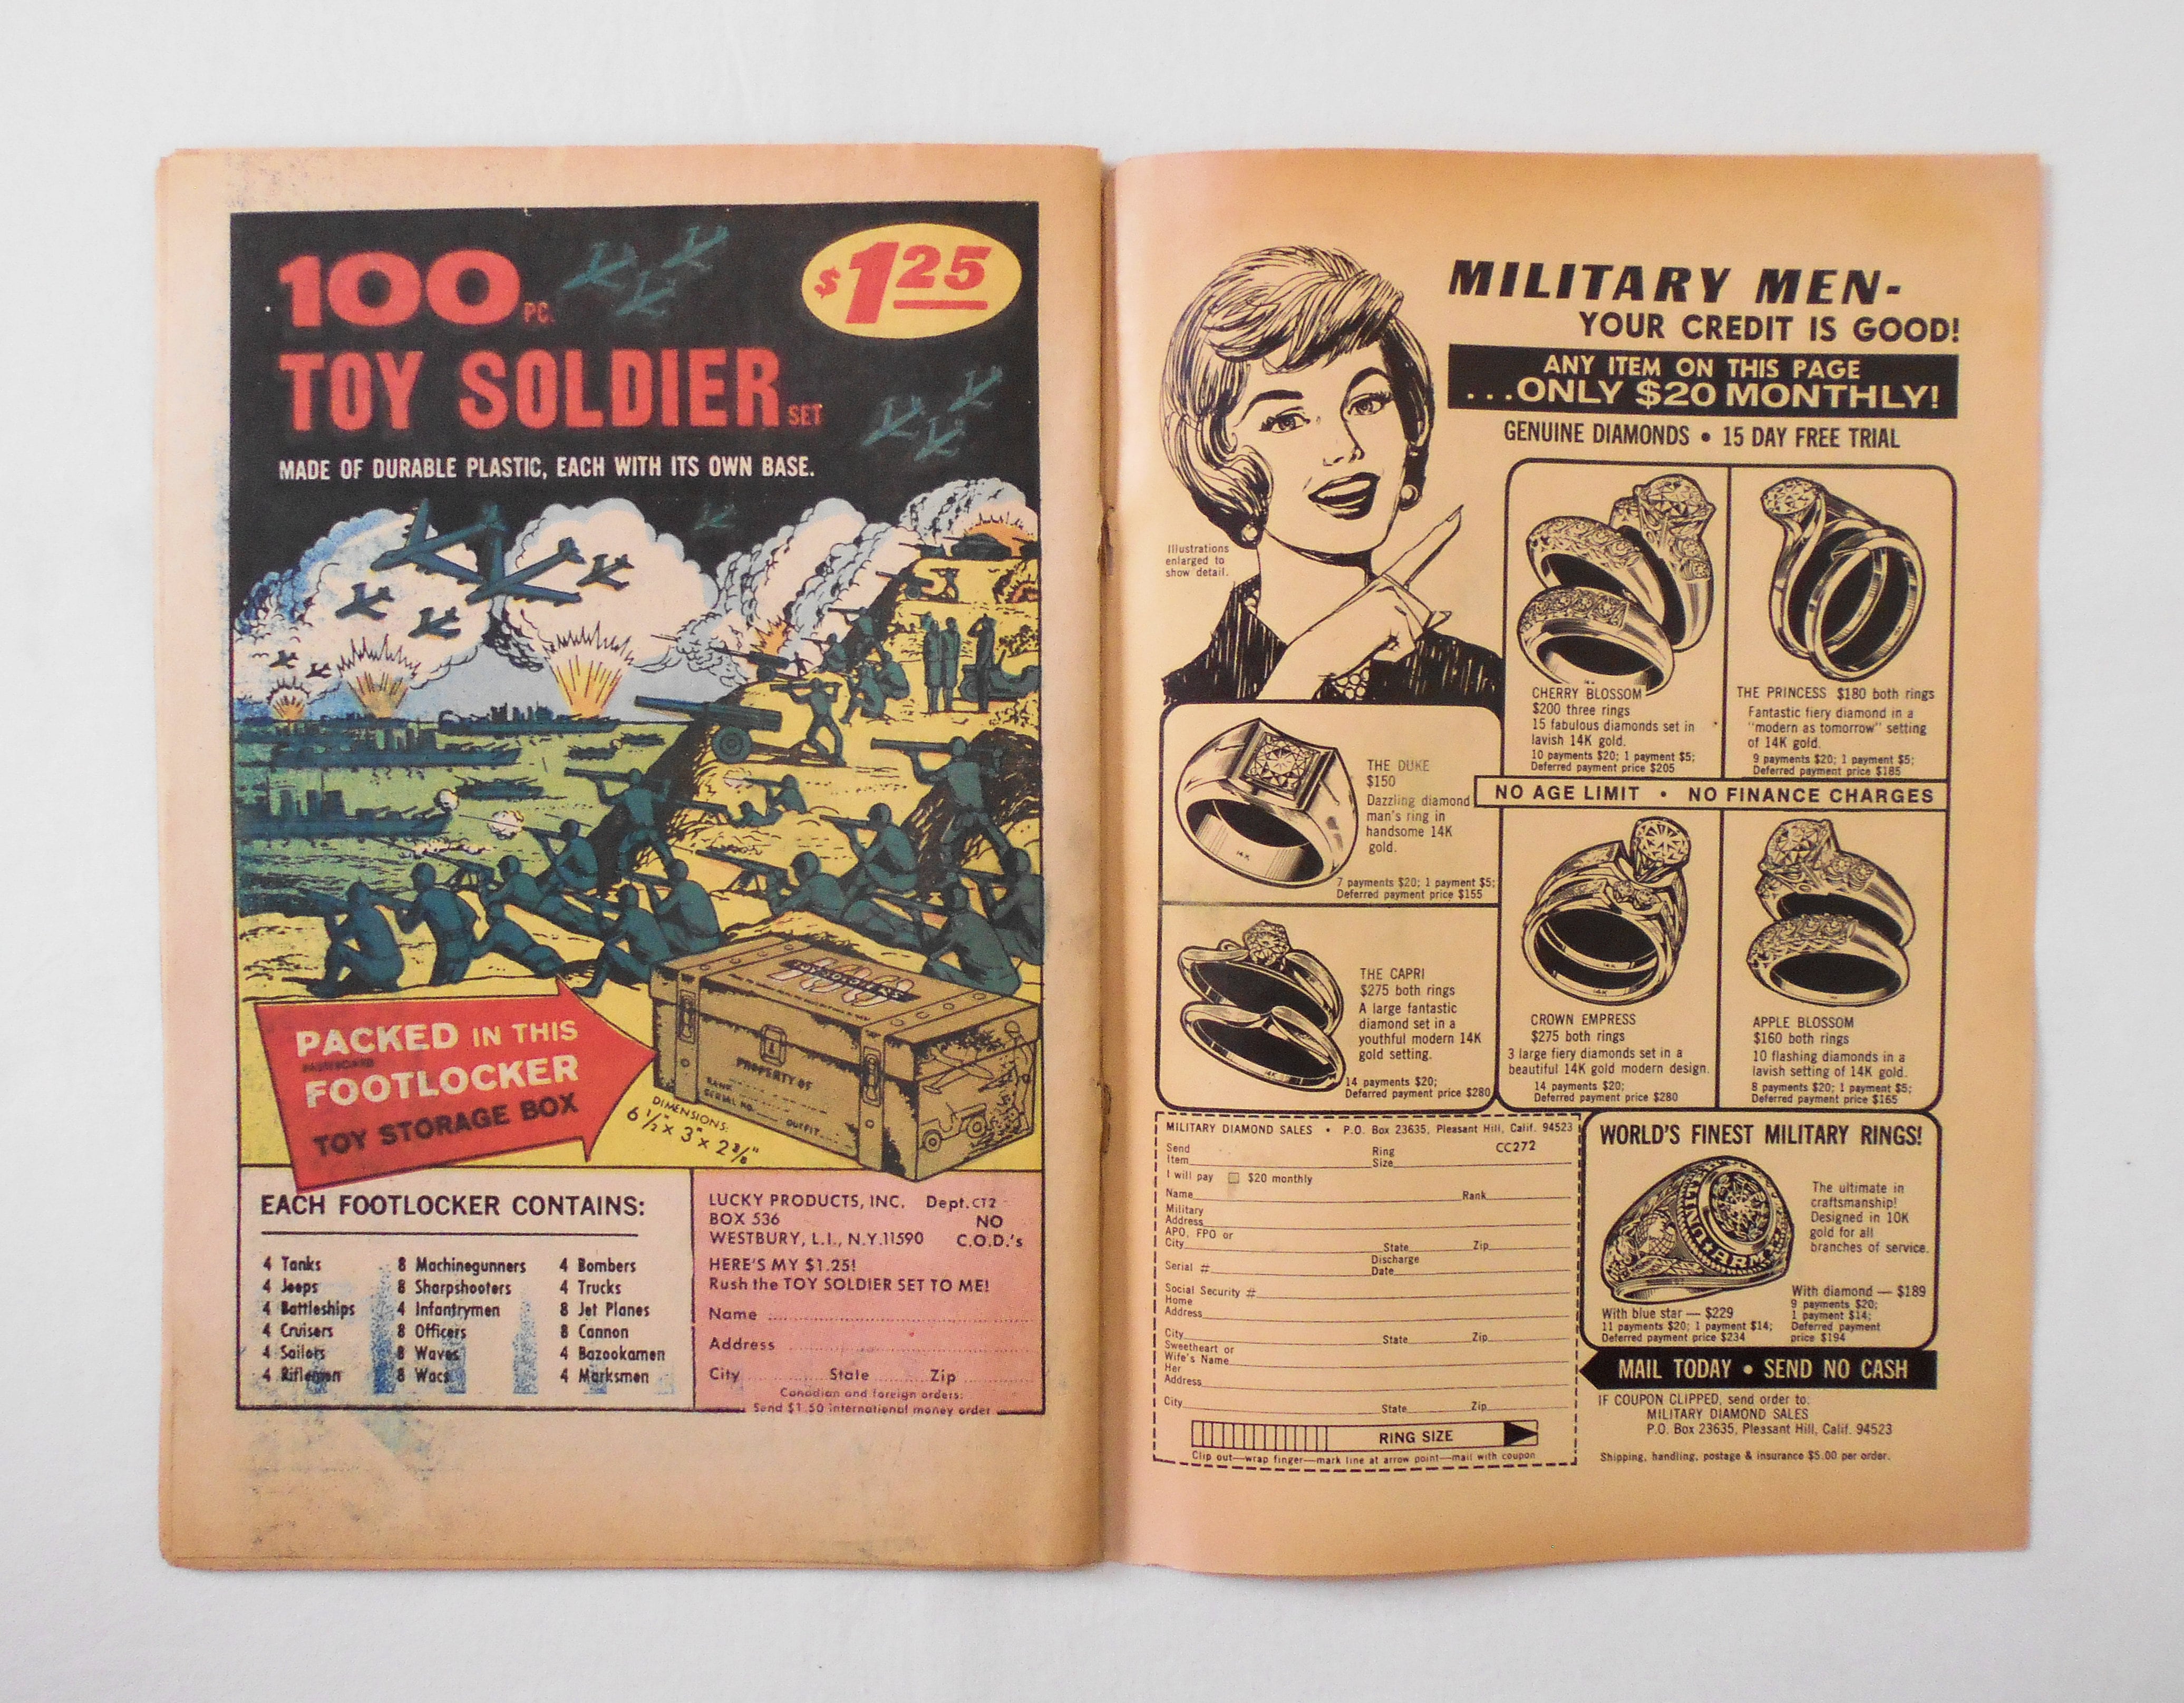 100 PC.
$1.25
TOY SOLDIER SET
MADE OF DURABLE PLASTIC, EACH WITH ITS OWN BASE.
PACKED IN THIS
FOOTLOCKER
TOY STORAGE BOX
100
TOY SOLDIERS
PROPERTY OF
RANK
SERIAL NO.
OUTFIT
DIMENSIONS:
6 1/2" x 3" x 2 3/8"
EACH FOOTLOCKER CONTAINS:
4 Tanks
4 Jeeps
4 Battleships
4 Cruisers
4 Sailors
4 Riflemen
8 Machinegunners
8 Sharpshooters
4 Infantrymen
8 Officers
8 Waves
8 Wacs
4 Bombers
4 Trucks
8 Jet Planes
8 Cannon
4 Bazookamen
4 Marksmen
LUCKY PRODUCTS, INC. Dept. CT2
BOX 536 NO
WESTBURY, L.I., N.Y. 11590 C.O.D.'s
HERE'S MY $1.25!
Rush the TOY SOLDIER SET TO ME!
Name
Address
City State Zip
Canadian and foreign orders:
Send $1.50 international money order
MILITARY MEN-
YOUR CREDIT IS GOOD!
ANY ITEM ON THIS PAGE
...ONLY $20 MONTHLY!
GENUINE DIAMONDS • 15 DAY FREE TRIAL
Illustrations
enlarged to
show detail.
CHERRY BLOSSOM
$200 three rings
15 fabulous diamonds set in
lavish 14K gold.
10 payments $20; 1 payment $5;
Deferred payment price $205
THE PRINCESS $180 both rings
Fantastic fiery diamond in a
"modern as tomorrow" setting
of 14K gold.
9 payments $20; 1 payment $5;
Deferred payment price $185
THE DUKE
$150
Dazzling diamond
man's ring in
handsome 14K
gold.
14K
7 payments $20; 1 payment $5;
Deferred payment price $155
NO AGE LIMIT • NO FINANCE CHARGES
THE CAPRI
$275 both rings
A large fantastic
diamond set in a
youthful modern 14K
gold setting.
14K
14 payments $20;
Deferred payment price $280
CROWN EMPRESS
$275 both rings
3 large fiery diamonds set in a
beautiful 14K gold modern design.
14 payments $20;
Deferred payment price $280
APPLE BLOSSOM
$160 both rings
10 flashing diamonds in a
lavish setting of 14K gold.
8 payments $20; 1 payment $5;
Deferred payment price $165
MILITARY DIAMOND SALES • P.O. Box 23635, Pleasant Hill, Calif. 94523
Send CC272
Item Ring Size
I will pay $20 monthly
Name Rank
Military
Address
APO, FPO or
City State Zip
Serial # Discharge Date
Social Security #
Home
Address
City State Zip
Sweetheart or
Wife's Name
Her
Address
City State Zip
RING SIZE
Clip out—wrap finger—mark line at arrow point—mail with coupon
WORLD'S FINEST MILITARY RINGS!
The ultimate in
craftsmanship!
Designed in 10K
gold for all
branches of service.
With blue star — $229
11 payments $20; 1 payment $14;
Deferred payment price $234
With diamond — $189
9 payments $20;
1 payment $14;
Deferred payment
price $194
MAIL TODAY • SEND NO CASH
IF COUPON CLIPPED, send order to:
MILITARY DIAMOND SALES
P.O. Box 23635, Pleasant Hill, Calif. 94523
Shipping, handling, postage & insurance $5.00 per order.